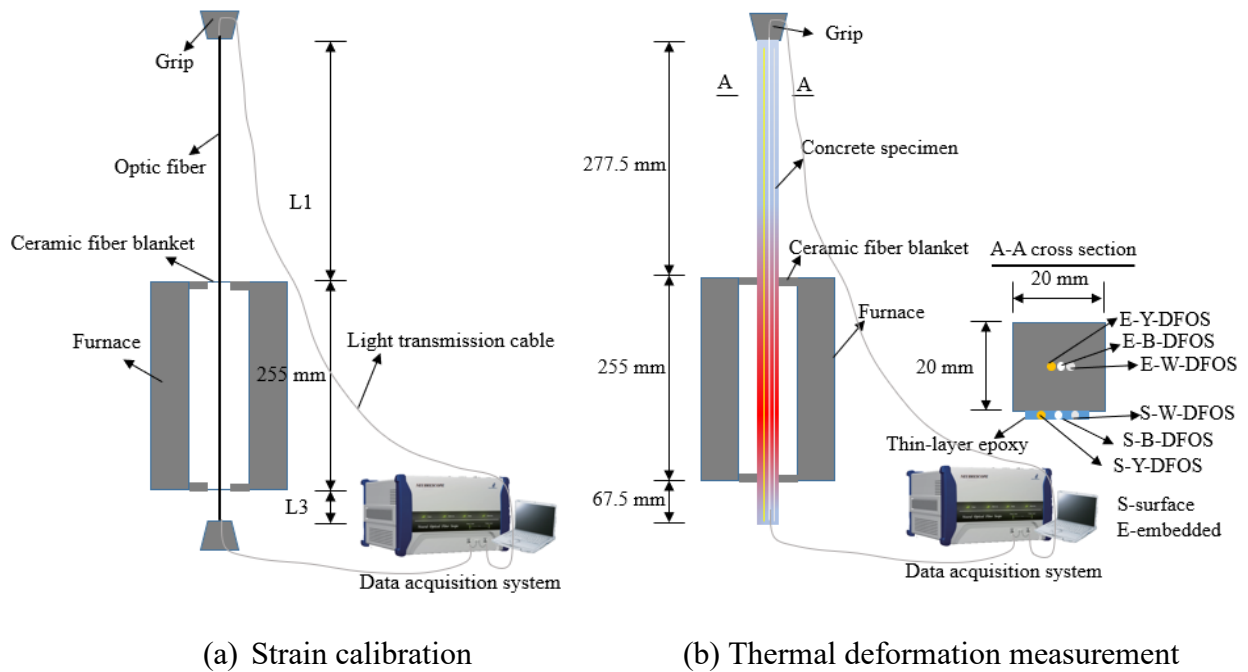 Grip
Optic fiber
L1
Ceramic fiber blanket
Furnace
255 mm
Light transmission cable
L3
Data acquisition system
(a) Strain calibration
Grip
A
A
277.5 mm
Concrete specimen
Ceramic fiber blanket
Furnace
255 mm
67.5 mm
A-A cross section
20 mm
20 mm
E-Y-DFOS
E-B-DFOS
E-W-DFOS
S-W-DFOS
Thin-layer epoxy
S-B-DFOS
S-Y-DFOS
S-surface
E-embedded
Data acquisition system
(b) Thermal deformation measurement